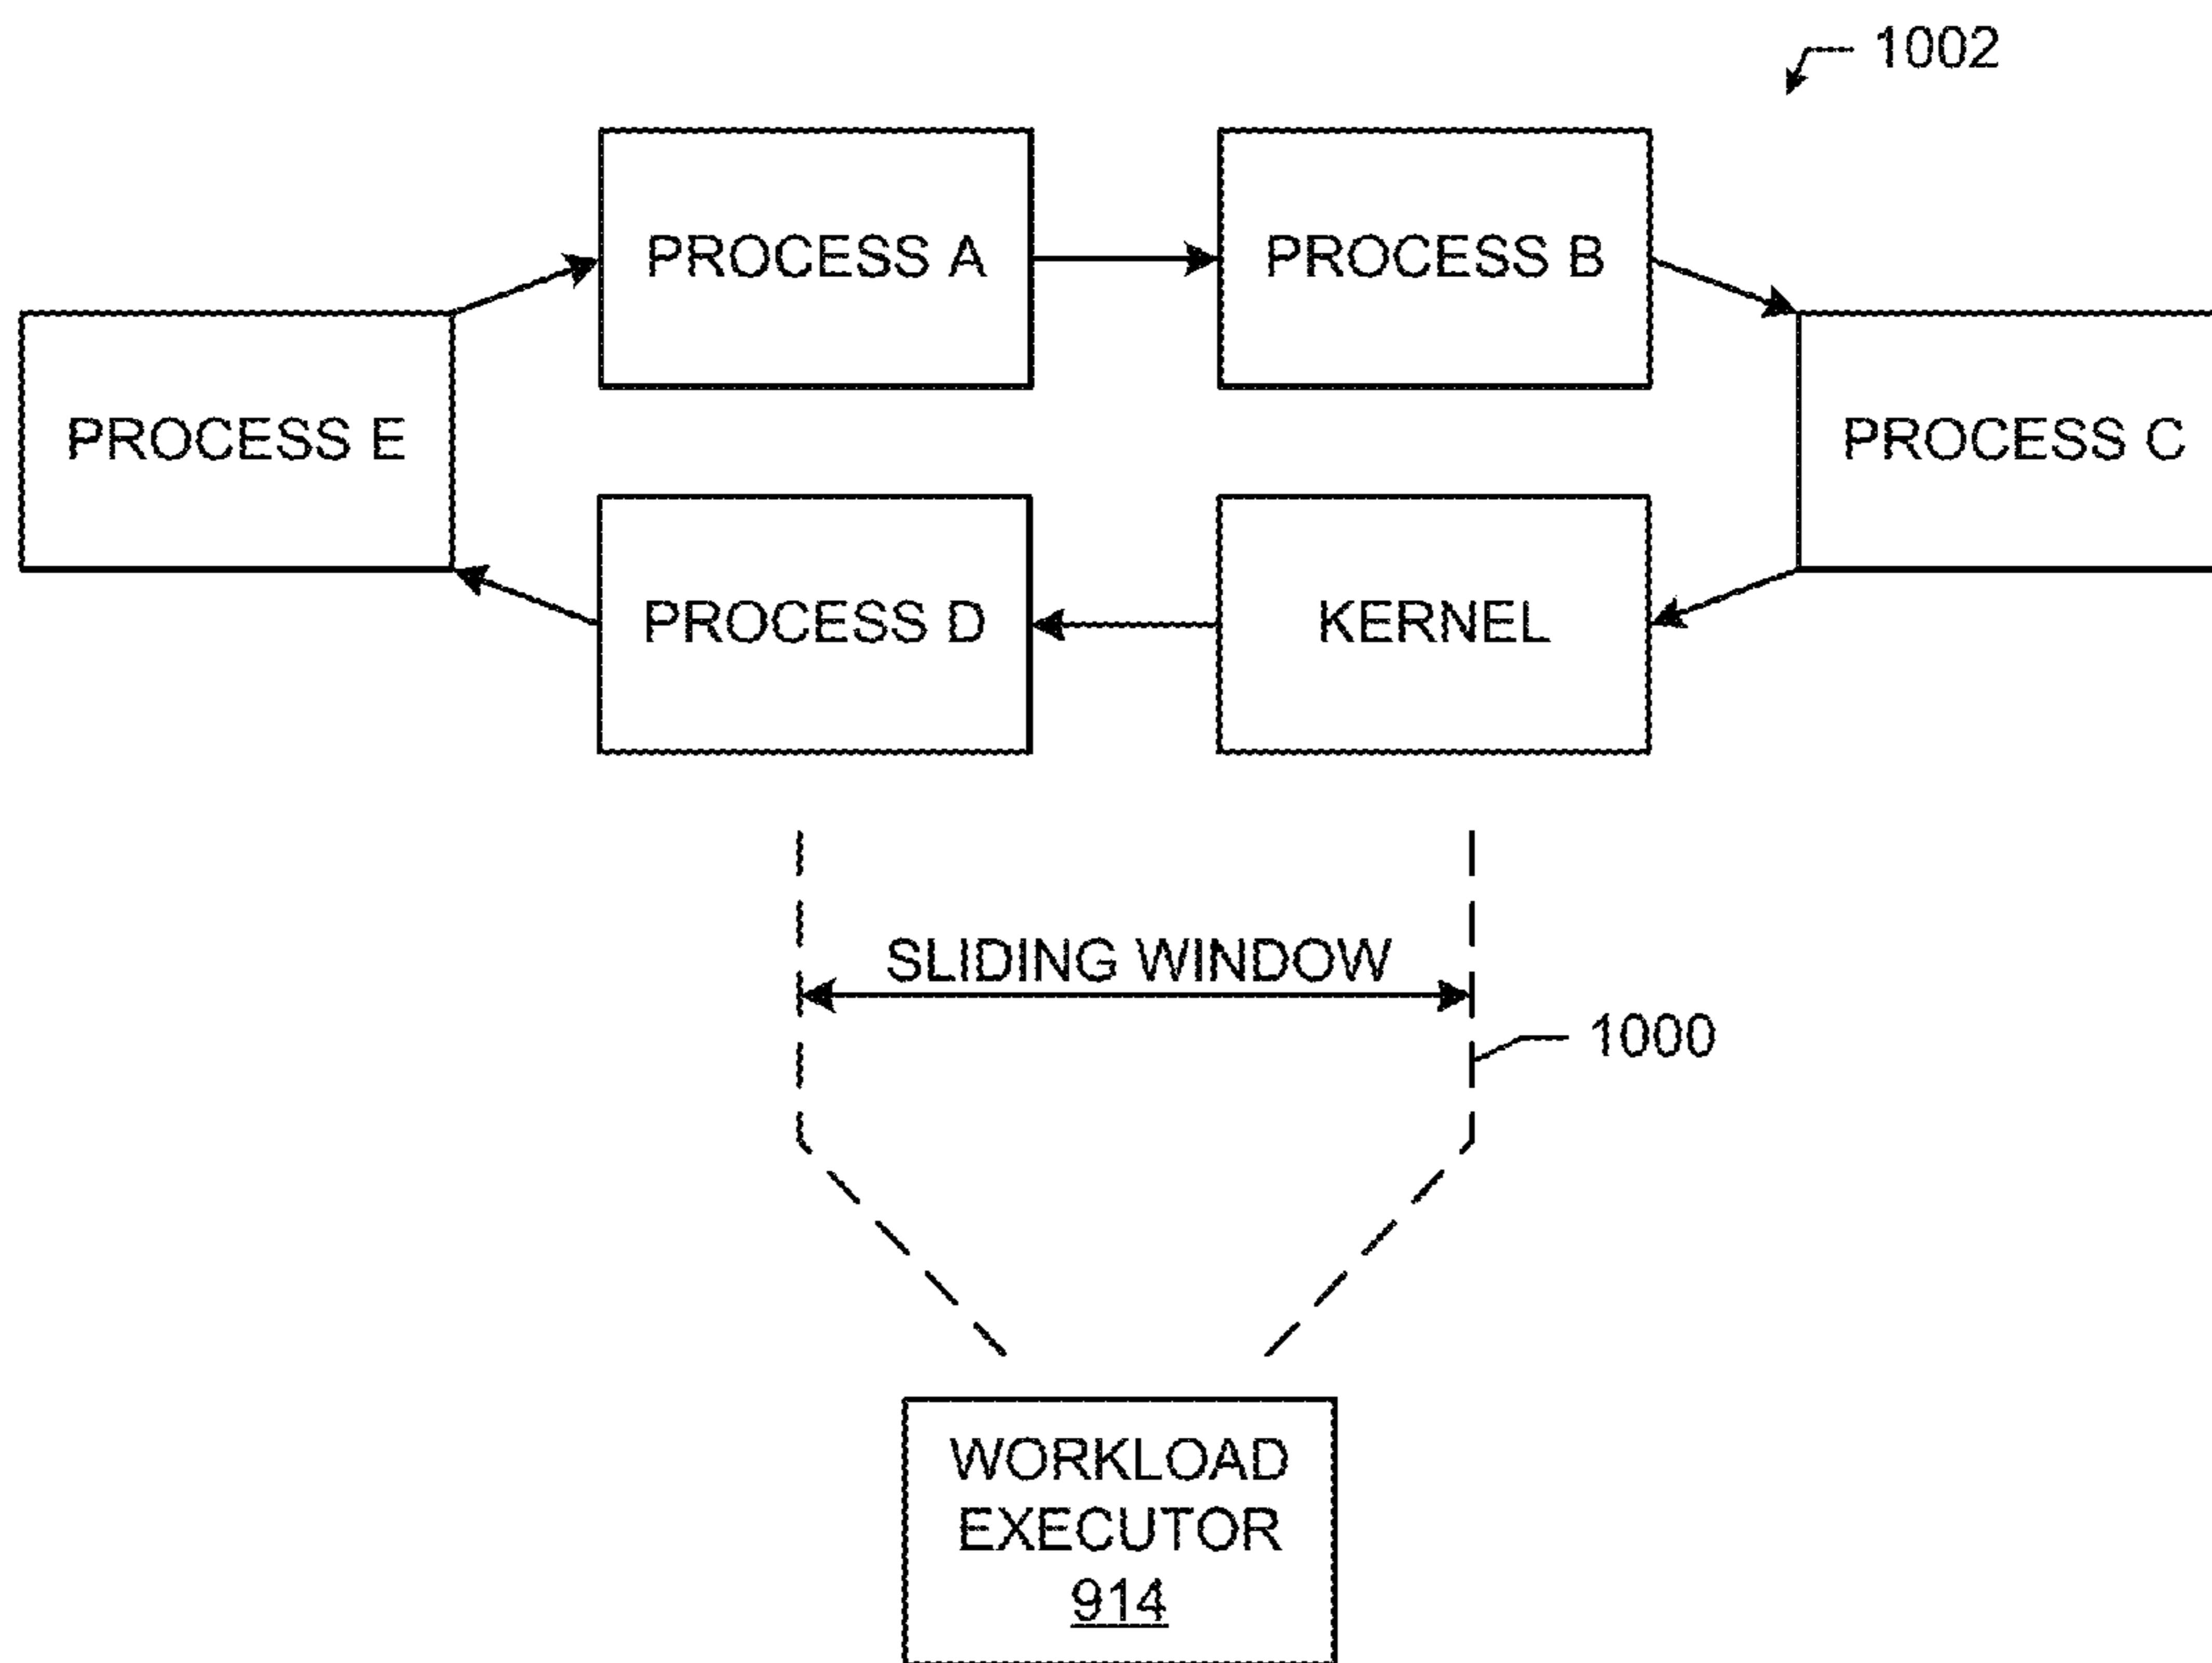 1002
PROCESS A
PROCESS B
PROCESS E
PROCESS C
PROCESS D
KERNEL
SLIDING WINDOW
1000
WORKLOAD
EXECUTOR
914